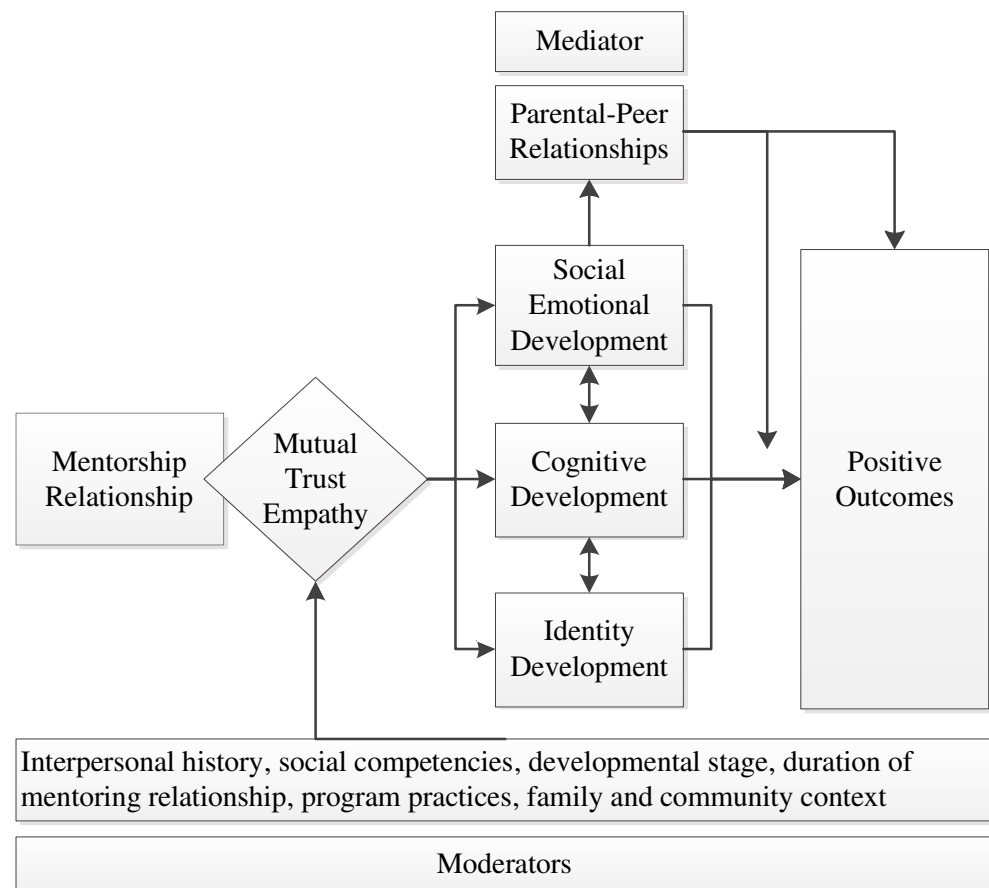 Mediator
Parental-Peer
Relationships
Social
Emotional
Development
Mentorship
Relationship
Mutual
Trust
Empathy
Cognitive
Development
Positive
Outcomes
Identity
Development
Interpersonal history, social competencies, developmental stage, duration of
mentoring relationship, program practices, family and community context
Moderators